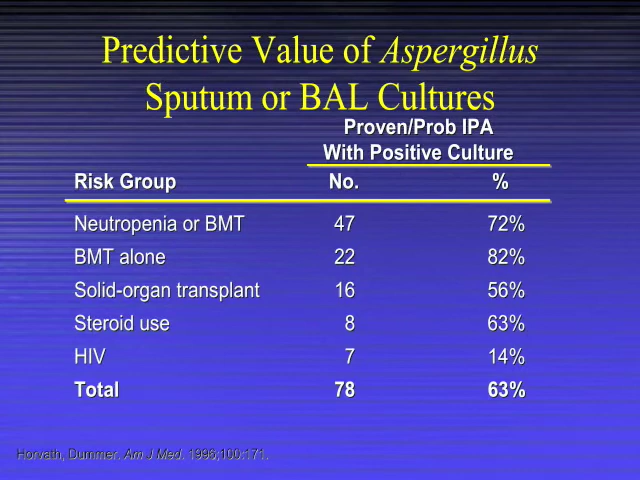 Predictive Value of Aspergillus
Sputum or BAL Cultures
Proven/Prob IPA
With Positive Culture
Risk Group No. %
Neutropenia or BMT 47 72%
BMT alone 22 82%
Solid-organ transplant 16 56%
Steroid use 8 63%
HIV 7 14%
Total 78 63%
Horvath, Dummer. Am J Med. 1996;100:171.